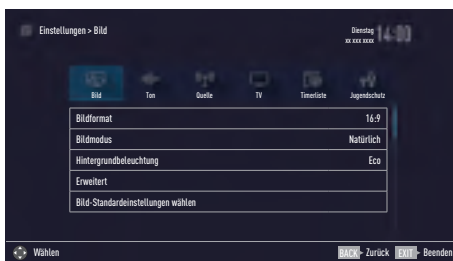 Einstellungen > Bild
Dienstag
xx xxx xxxx
14:00
Bild Ton Quelle TV Timerliste Jugendschutz
Bildformat 16:9
Bildmodus Natürlich
Hintergrundbeleuchtung Eco
Erweitert
Bild-Standardeinstellungen wählen
Wählen BACK Zurück EXIT Beenden